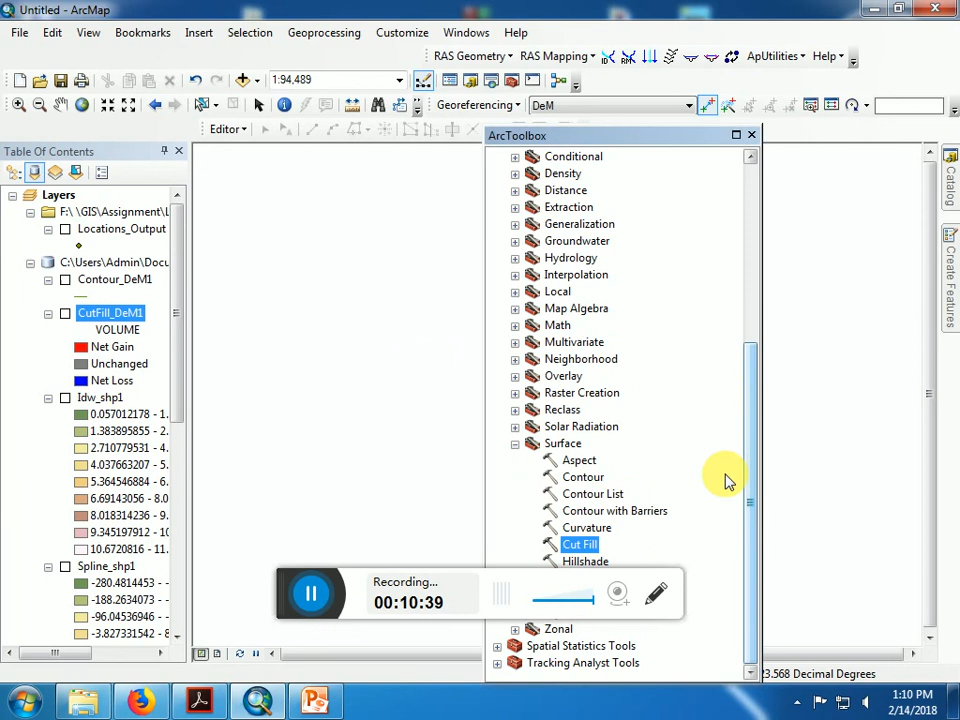 Untitled - ArcMap
File Edit View Bookmarks Insert Selection Geoprocessing Customize Windows Help
RAS Geometry RAS Mapping ApUtilities Help
1:94,489
Georeferencing DeM
Editor
ArcToolbox
Table Of Contents
Layers
F:\ \GIS\Assignment\L
Locations_Output
C:\Users\Admin\Docu
Contour_DeM1
CutFill_DeM1
VOLUME
Net Gain
Unchanged
Net Loss
Idw_shp1
0.057012178 - 1.
1.383895855 - 2.
2.710779457 - 4.
4.037663207 - 5.
5.364546884 - 6.
6.69143056 - 8.0
8.018314236 - 9.
9.345197912 - 10
10.6720816 - 11.
Spline_shp1
-280.4814453 -
-188.2634073 -
-96.04536946 -
-3.827331542 -
Conditional
Density
Distance
Extraction
Generalization
Groundwater
Hydrology
Interpolation
Local
Map Algebra
Math
Multivariate
Neighborhood
Overlay
Raster Creation
Reclass
Solar Radiation
Surface
Aspect
Contour
Contour List
Contour with Barriers
Curvature
Cut Fill
Hillshade
Zonal
Spatial Statistics Tools
Tracking Analyst Tools
Catalog
Create Features
Recording...
00:10:39
23.568 Decimal Degrees
1:10 PM
2/14/2018